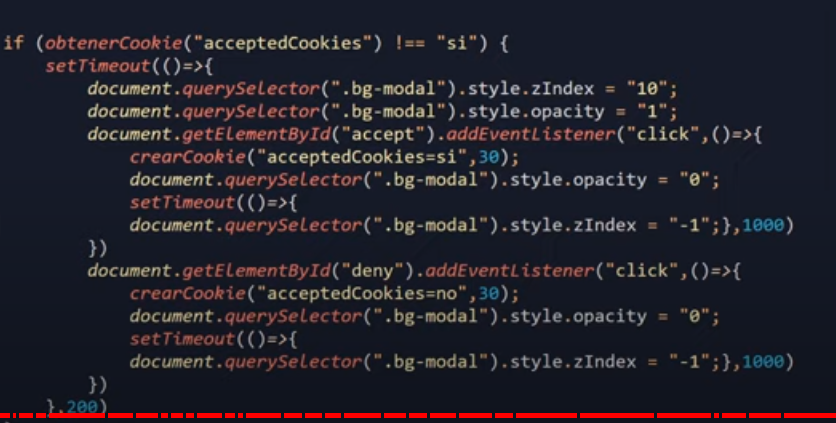 if (obtenerCookie("acceptedCookies") !== "si") {
setTimeout(()=>{
document.querySelector(".bg-modal").style.zIndex = "10";
document.querySelector(".bg-modal").style.opacity = "1";
document.getElementById("accept").addEventListener("click",()=>{
crearCookie("acceptedCookies=si",30);
document.querySelector(".bg-modal").style.opacity = "0";
setTimeout(()=>{
document.querySelector(".bg-modal").style.zIndex = "-1";},1000)
})
document.getElementById("deny").addEventListener("click",()=>{
crearCookie("acceptedCookies=no",30);
document.querySelector(".bg-modal").style.opacity = "0";
setTimeout(()=>{
document.querySelector(".bg-modal").style.zIndex = "-1";},1000)
})
},200)